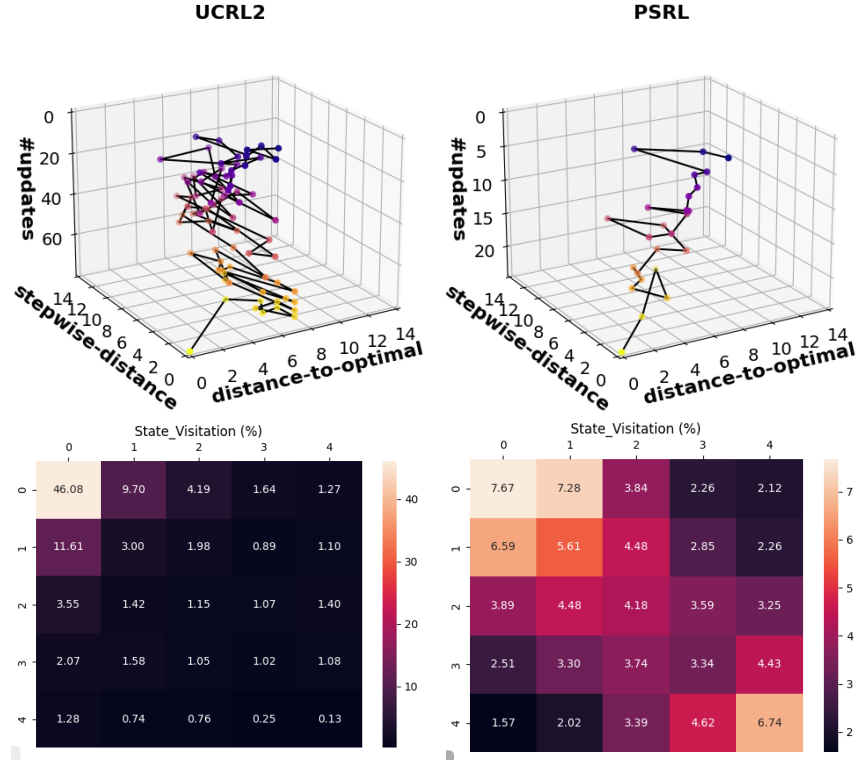 UCRL2
PSRL
0
20
40
60
#updates
14
12
10
8
6
4
2
0
stepwise-distance
0
2
4
6
8
10
12
14
distance-to-optimal
0
5
10
15
20
#updates
14
12
10
8
6
4
2
0
stepwise-distance
0
2
4
6
8
10
12
14
distance-to-optimal
State_Visitation (%)
0 1 2 3 4
0 46.08 9.70 4.19 1.64 1.27
1 11.61 3.00 1.98 0.89 1.10
2 3.55 1.42 1.15 1.07 1.40
3 2.07 1.58 1.05 1.02 1.08
4 1.28 0.74 0.76 0.25 0.13
40
30
20
10
State_Visitation (%)
0 1 2 3 4
0 7.67 7.28 3.84 2.26 2.12
1 6.59 5.61 4.48 2.85 2.26
2 3.89 4.48 4.18 3.59 3.25
3 2.51 3.30 3.74 3.34 4.43
4 1.57 2.02 3.39 4.62 6.74
7
6
5
4
3
2